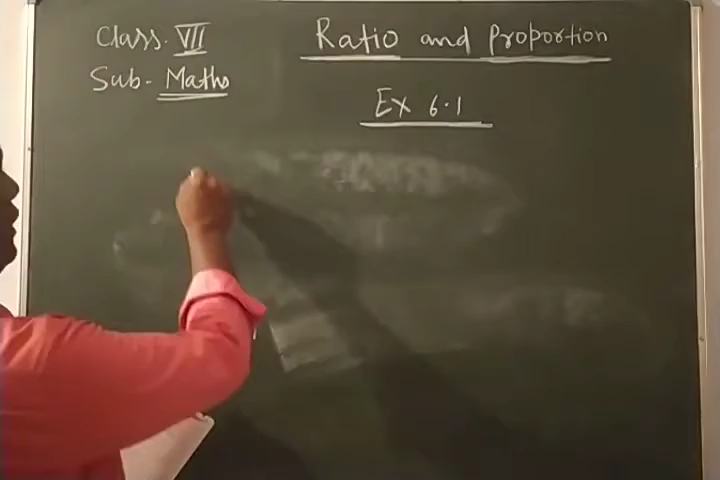 Class. VII
Sub- Maths
Ratio and Proportion
Ex 6.1